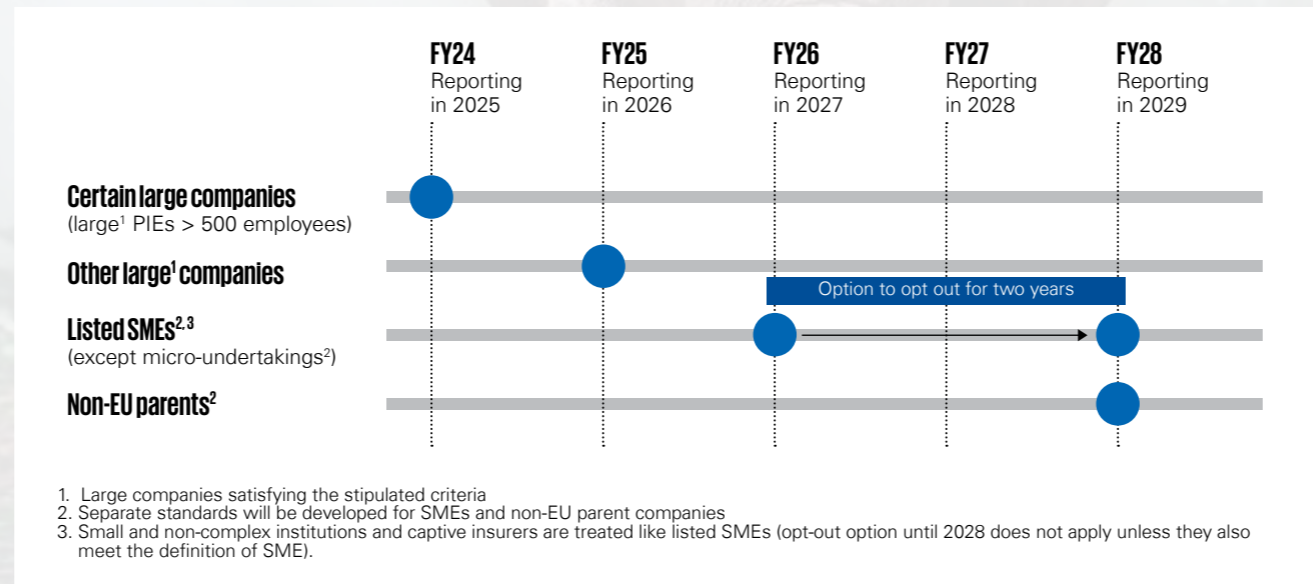 FY24
Reporting
in 2025
FY25
Reporting
in 2026
FY26
Reporting
in 2027
FY27
Reporting
in 2028
FY28
Reporting
in 2029
Certain large companies
(large¹ PIEs > 500 employees)
Other large¹ companies
Option to opt out for two years
Listed SMEs²,³
(except micro-undertakings²)
Non-EU parents²
1. Large companies satisfying the stipulated criteria
2. Separate standards will be developed for SMEs and non-EU parent companies
3. Small and non-complex institutions and captive insurers are treated like listed SMEs (opt-out option until 2028 does not apply unless they also
meet the definition of SME).